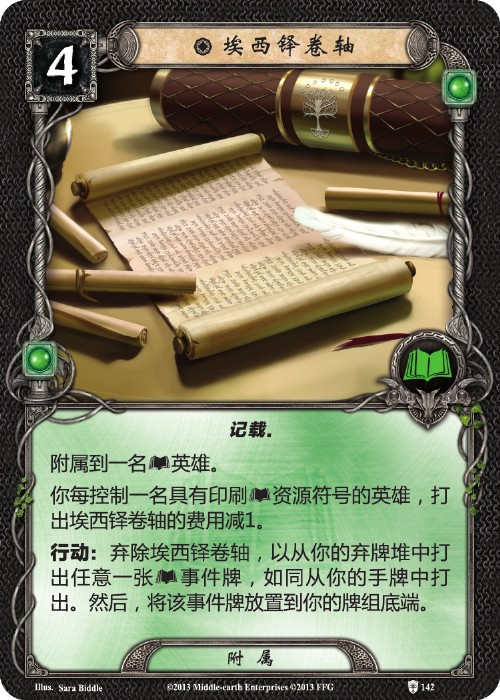 4
埃西铎卷轴
记载.
附属到一名英雄。
你每控制一名具有印刷资源符号的英雄，打
出埃西铎卷轴的费用减1。
行动：弃除埃西铎卷轴，以从你的弃牌堆中打
出任意一张事件牌，如同从你的手牌中打
出。然后，将该事件牌放置到你的牌组底端。
附属
Illus. Sara Biddle ©2013 Middle-earth Enterprises ©2013 FFG 142